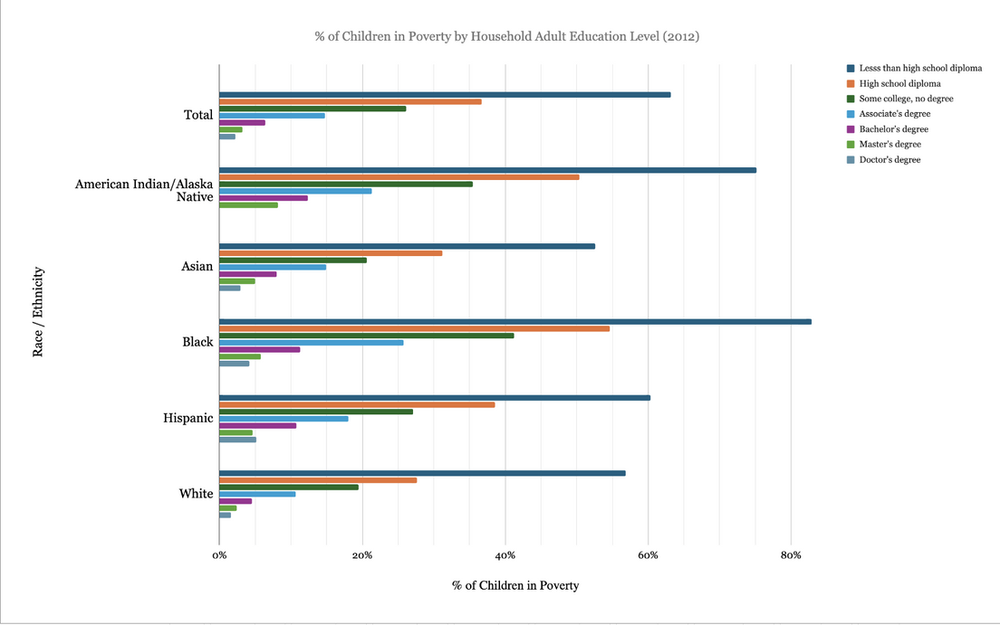 % of Children in Poverty by Household Adult Education Level (2012)
Lesss than high school diploma
High school diploma
Some college, no degree
Associate's degree
Bachelor's degree
Master's degree
Doctor's degree
Race / Ethnicity
Total
American Indian/Alaska
Native
Asian
Black
Hispanic
White
0% 20% 40% 60% 80%
% of Children in Poverty